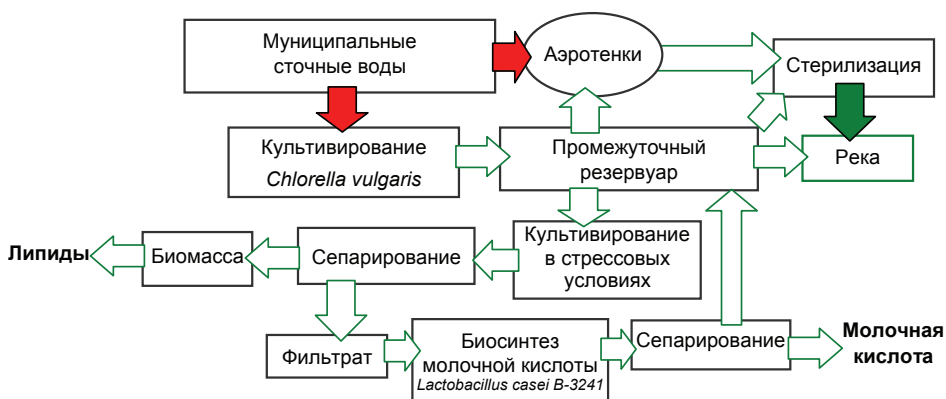 Муниципальные
сточные воды
Аэротенки
Стерилизация
Культивирование
Chlorella vulgaris
Промежуточный
резервуар
Река
Липиды
Биомасса
Сепарирование
Культивирование
в стрессовых
условиях
Фильтрат
Биосинтез
молочной кислоты
Lactobacillus casei B-3241
Сепарирование
Молочная
кислота